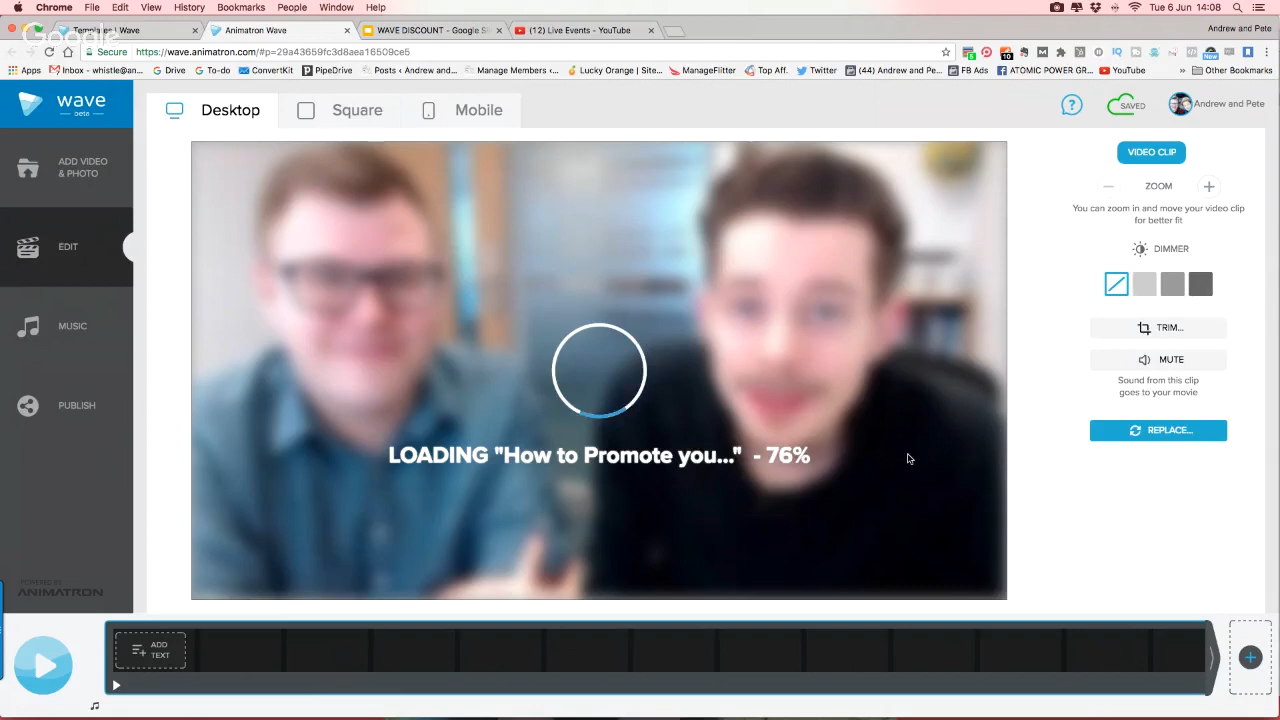 Chrome File Edit View History Bookmarks People Window Help
Tue 6 Jun 14:08
Google
Templates | Wave
Animatron Wave
WAVE DISCOUNT - Google Sl
(12) Live Events - YouTube
Andrew and Pete
Secure https://wave.animatron.com/#p=29a43659fc3d8aea16509ce5
Apps Inbox - whistle@an... Drive To-do ConvertKit PipeDrive Posts ‹ Andrew and... Manage Members ‹... Lucky Orange | Site... ManageFlitter Top Aff. Twitter (44) Andrew and Pe... FB Ads ATOMIC POWER GR... YouTube » Other Bookmarks
wave
beta
Desktop
Square
Mobile
?
SAVED
Andrew and Pete
ADD VIDEO
& PHOTO
EDIT
MUSIC
PUBLISH
POWERED BY
ANIMATRON
LOADING "How to Promote you..." - 76%
VIDEO CLIP
ZOOM
You can zoom in and move your video clip
for better fit
DIMMER
TRIM...
MUTE
Sound from this clip
goes to your movie
REPLACE...
ADD
TEXT